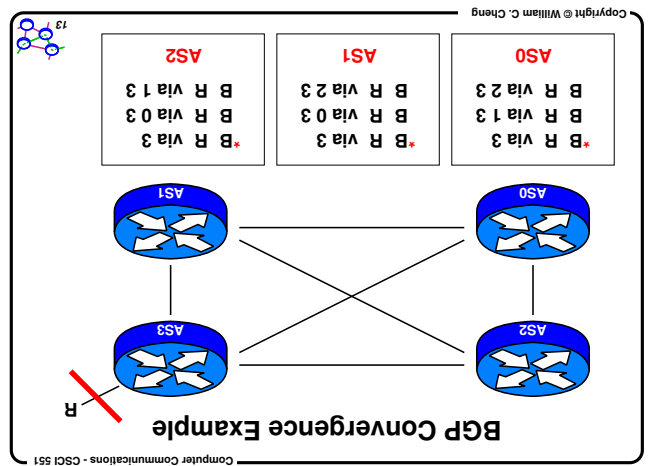 Computer Communications - CSCI 551
BGP Convergence Example
R
AS2
AS3
AS0
AS1
*B R via 3
B R via 1 3
B R via 2 3
AS0
*B R via 3
B R via 0 3
B R via 2 3
AS1
*B R via 3
B R via 0 3
B R via 1 3
AS2
Copyright © William C. Cheng
13